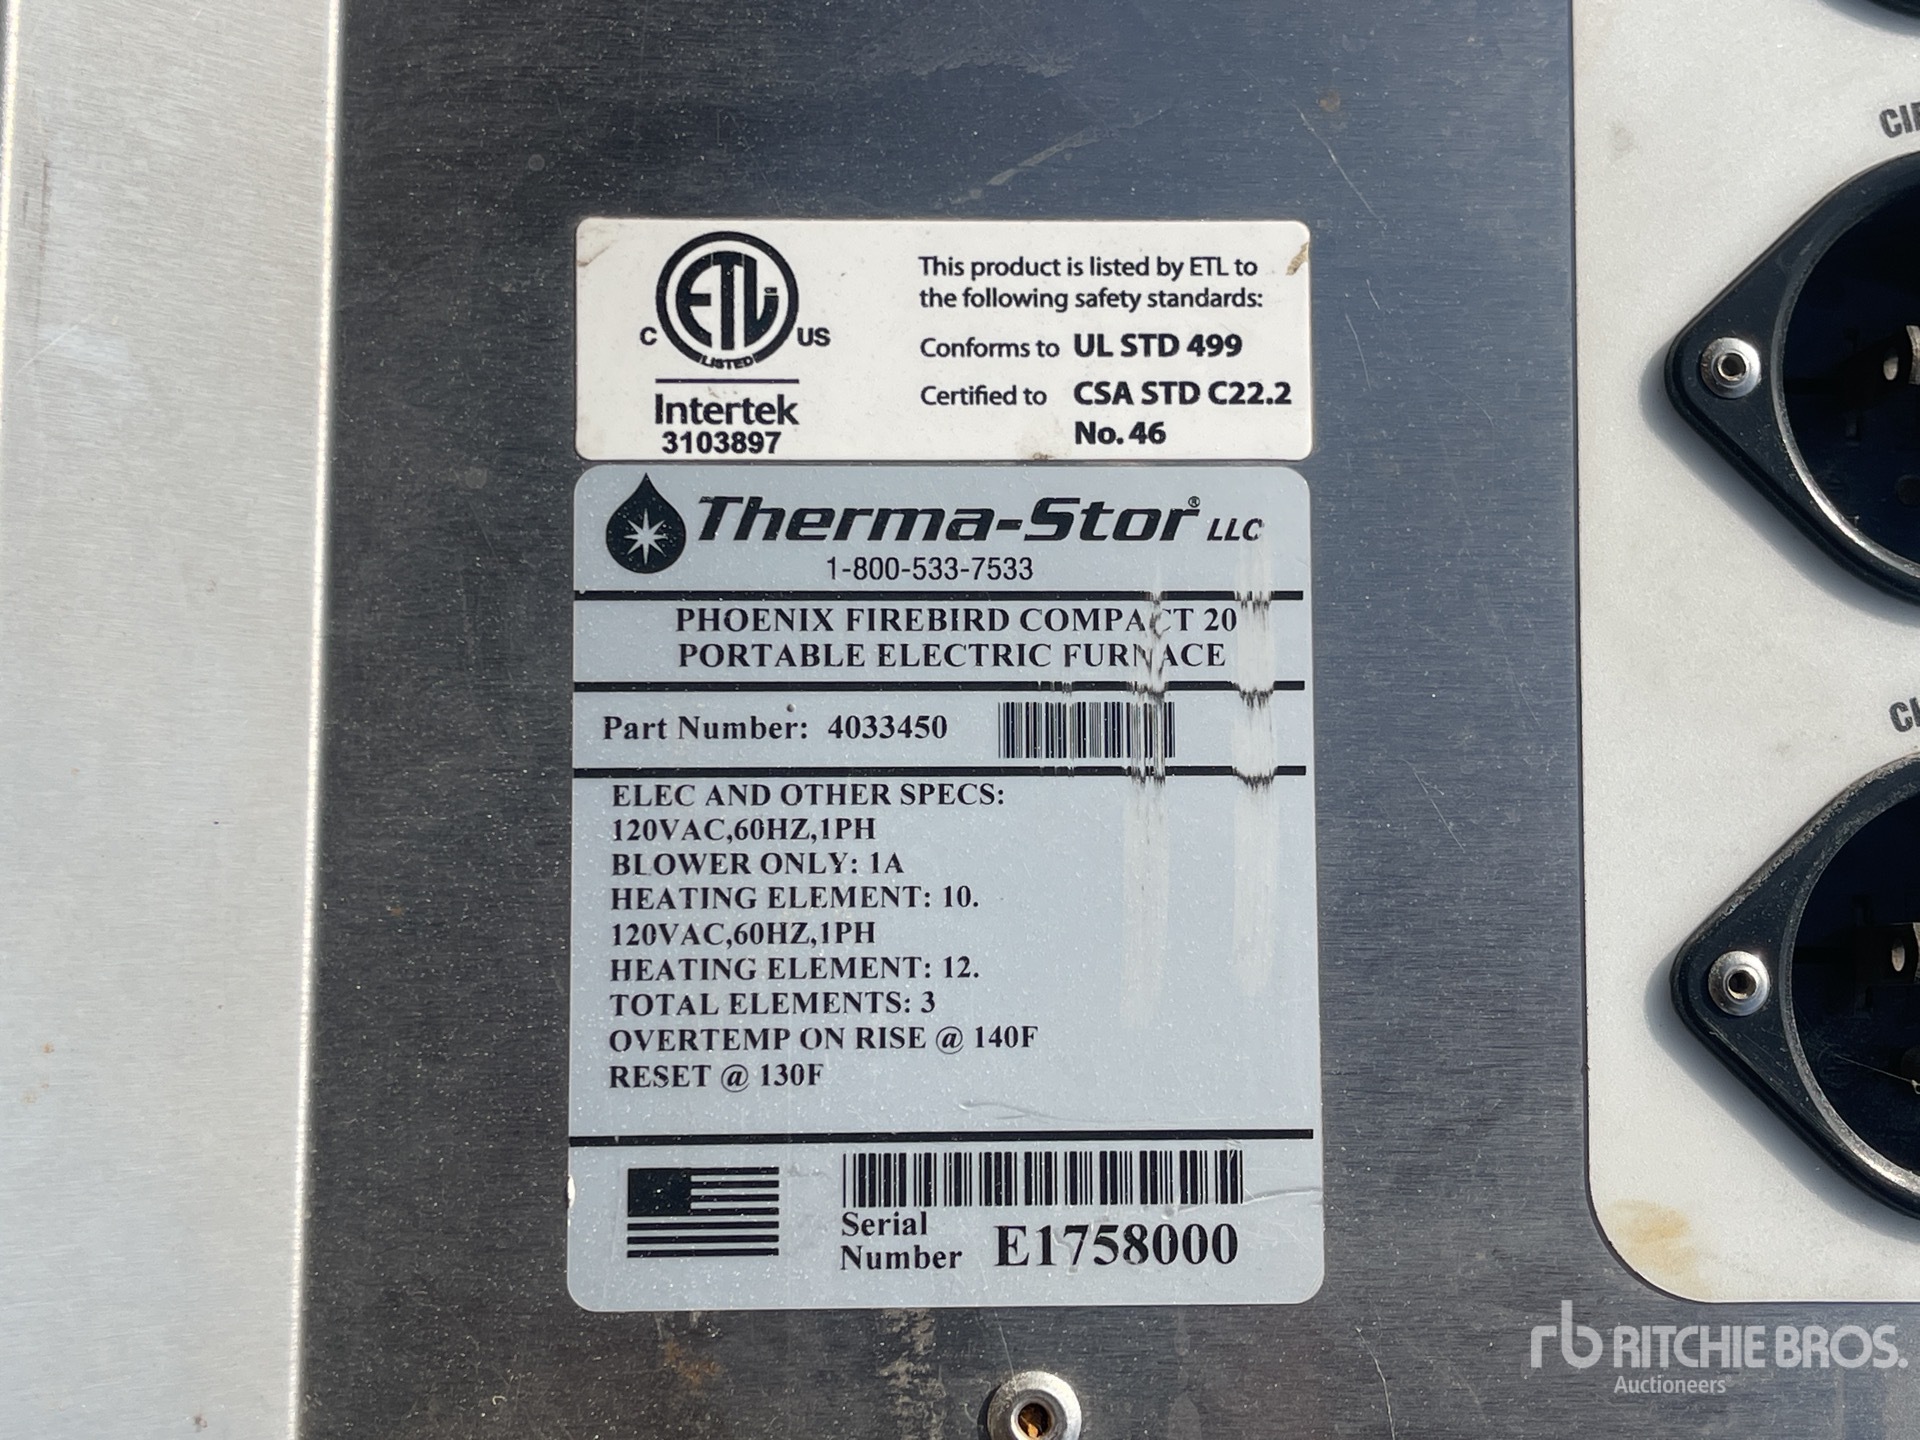 C ETL US
LISTED
Intertek
3103897
This product is listed by ETL to
the following safety standards:
Conforms to UL STD 499
Certified to CSA STD C22.2
No. 46
Therma-Stor® LLC
1-800-533-7533
PHOENIX FIREBIRD COMPACT 20
PORTABLE ELECTRIC FURNACE
Part Number: 4033450
ELEC AND OTHER SPECS:
120VAC,60HZ,1PH
BLOWER ONLY: 1A
HEATING ELEMENT: 10.
120VAC,60HZ,1PH
HEATING ELEMENT: 12.
TOTAL ELEMENTS: 3
OVERTEMP ON RISE @ 140F
RESET @ 130F
Serial
Number E1758000
rb RITCHIE BROS.
Auctioneers